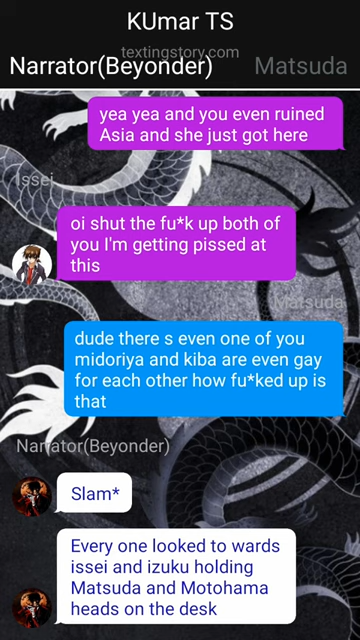 KUmar TS
textingstory.com
Narrator(Beyonder)
Matsuda
yea yea and you even ruined
Asia and she just got here
Issei
oi shut the fu*k up both of
you I'm getting pissed at
this
Matsuda
dude there s even one of you
midoriya and kiba are even gay
for each other how fu*ked up is
that
Narrator(Beyonder)
Slam*
Every one looked to wards
issei and izuku holding
Matsuda and Motohama
heads on the desk